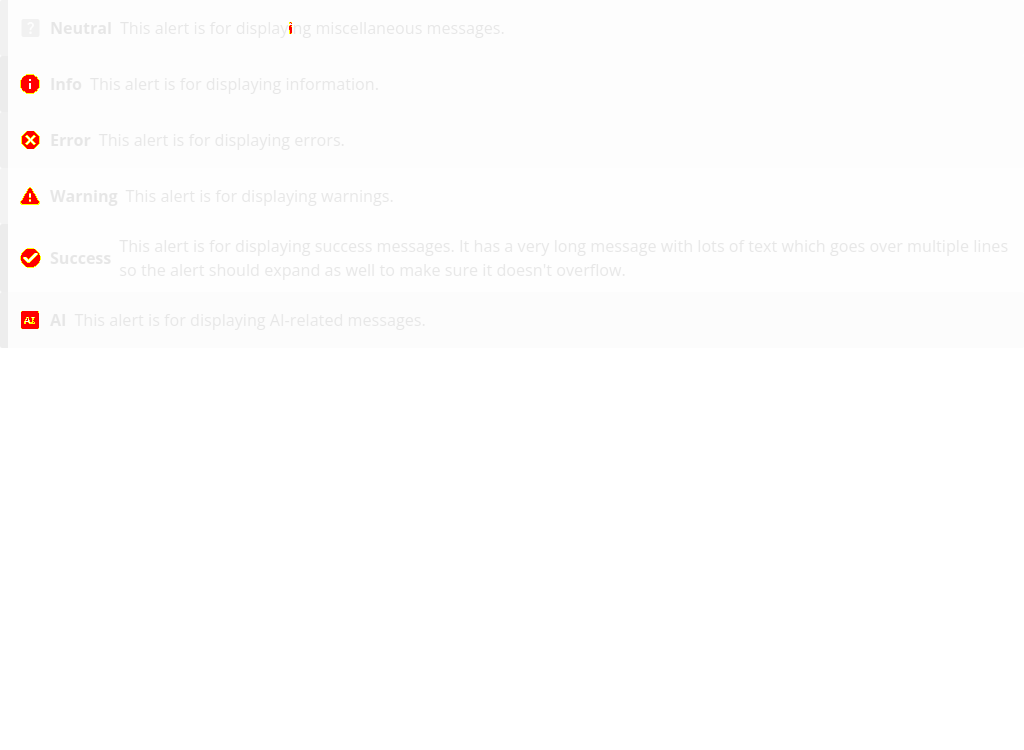 ? Neutral This alert is for displaying miscellaneous messages.
i Info This alert is for displaying information.
Error This alert is for displaying errors.
! Warning This alert is for displaying warnings.
Success This alert is for displaying success messages. It has a very long message with lots of text which goes over multiple lines
so the alert should expand as well to make sure it doesn't overflow.
AI AI This alert is for displaying AI-related messages.